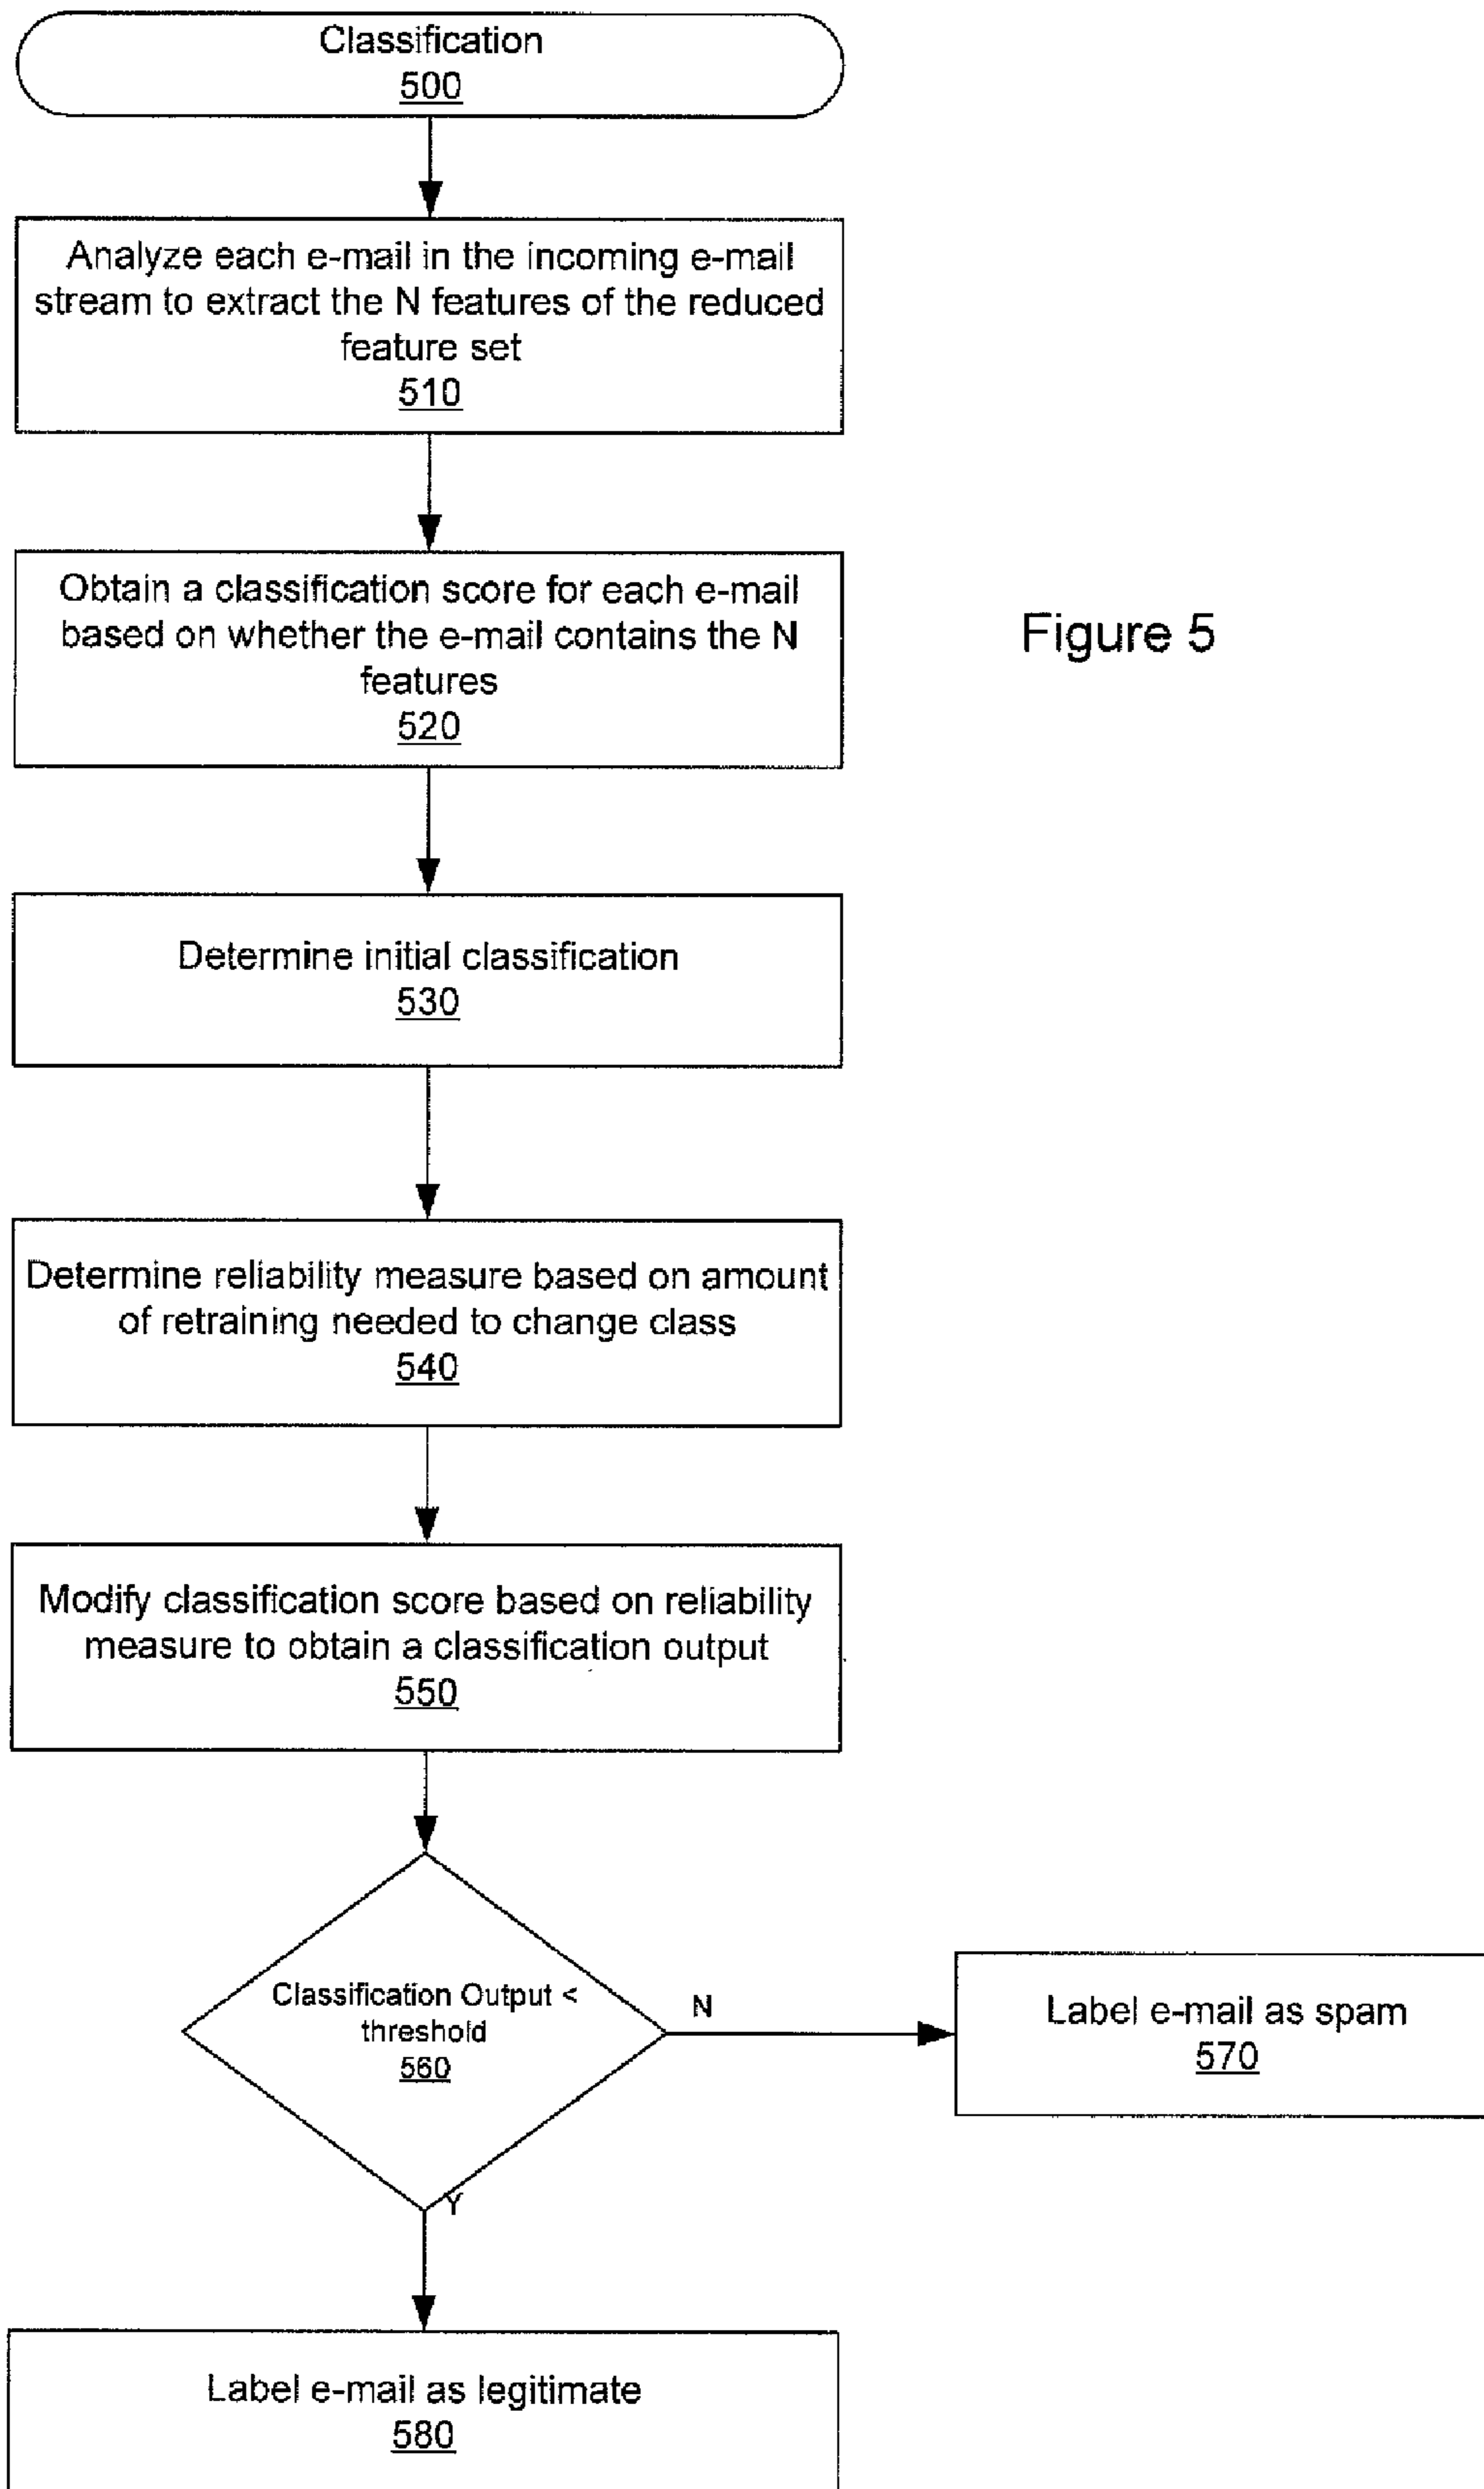 Classification
500
Analyze each e-mail in the incoming e-mail
stream to extract the N features of the reduced
feature set
510
Obtain a classification score for each e-mail
based on whether the e-mail contains the N
features
520
Figure 5
Determine initial classification
530
Determine reliability measure based on amount
of retraining needed to change class
540
Modify classification score based on reliability
measure to obtain a classification output
550
Classification Output <
threshold
560
N
Label e-mail as spam
570
Y
Label e-mail as legitimate
580